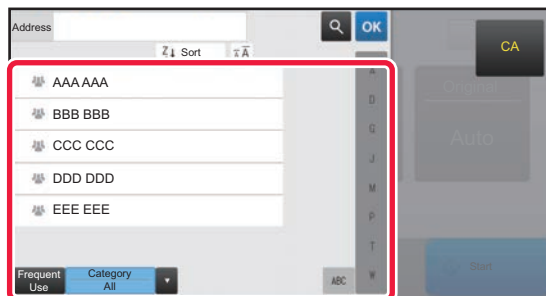 Address
OK
CA
Sort
AAA AAA
BBB BBB
CCC CCC
DDD DDD
EEE EEE
A
D
G
J
M
P
T
W
Original
Auto
Start
Frequent
Use
Category
All
ABC